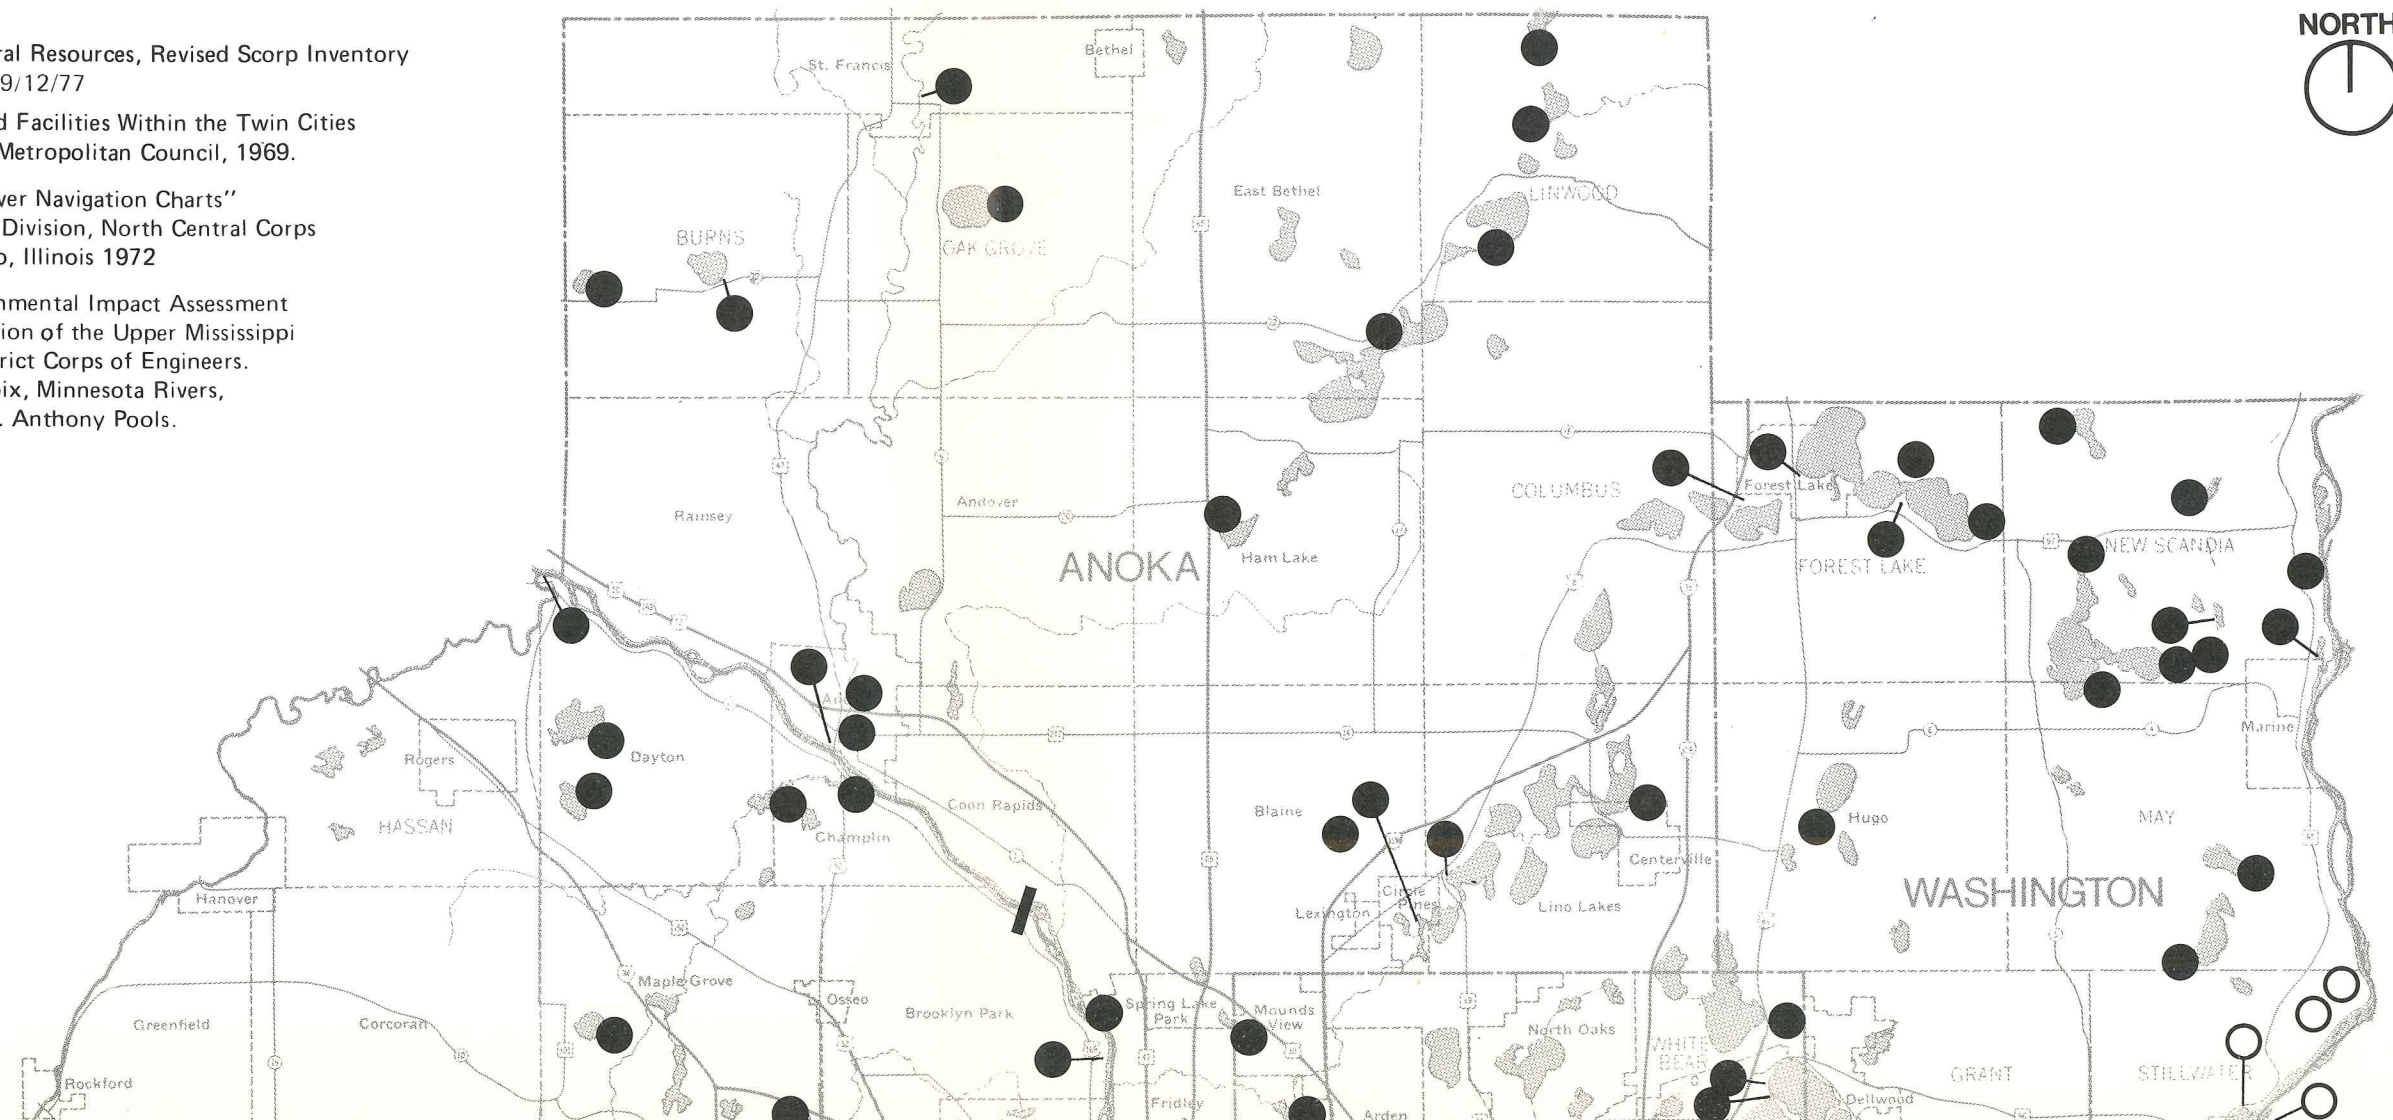 ral Resources, Revised Scorp Inventory
9/12/77
d Facilities Within the Twin Cities
Metropolitan Council, 1969.
ver Navigation Charts"
Division, North Central Corps
o, Illinois 1972
nmental Impact Assessment
ion of the Upper Mississippi
rict Corps of Engineers.
oix, Minnesota Rivers,
. Anthony Pools.
NORTH
St. Francis
Bethel
East Bethel
LINWOOD
BURNS
OAK GROVE
Ramsey
Andover
ANOKA
Ham Lake
COLUMBUS
Forest Lake
FOREST LAKE
NEW SCANDIA
Marine
Rogers
Dayton
HASSAN
Champlin
Coon Rapids
Blaine
Hugo
MAY
Centerville
Hanover
Circle
Pines
Lexington
Lino Lakes
WASHINGTON
Maple Grove
Osseo
Greenfield
Corcoran
Brooklyn Park
Spring Lake
Park
Mounds
View
North Oaks
WHITE
BEAR
GRANT
STILLWATER
Rockford
Fridley
Arden
Dellwood